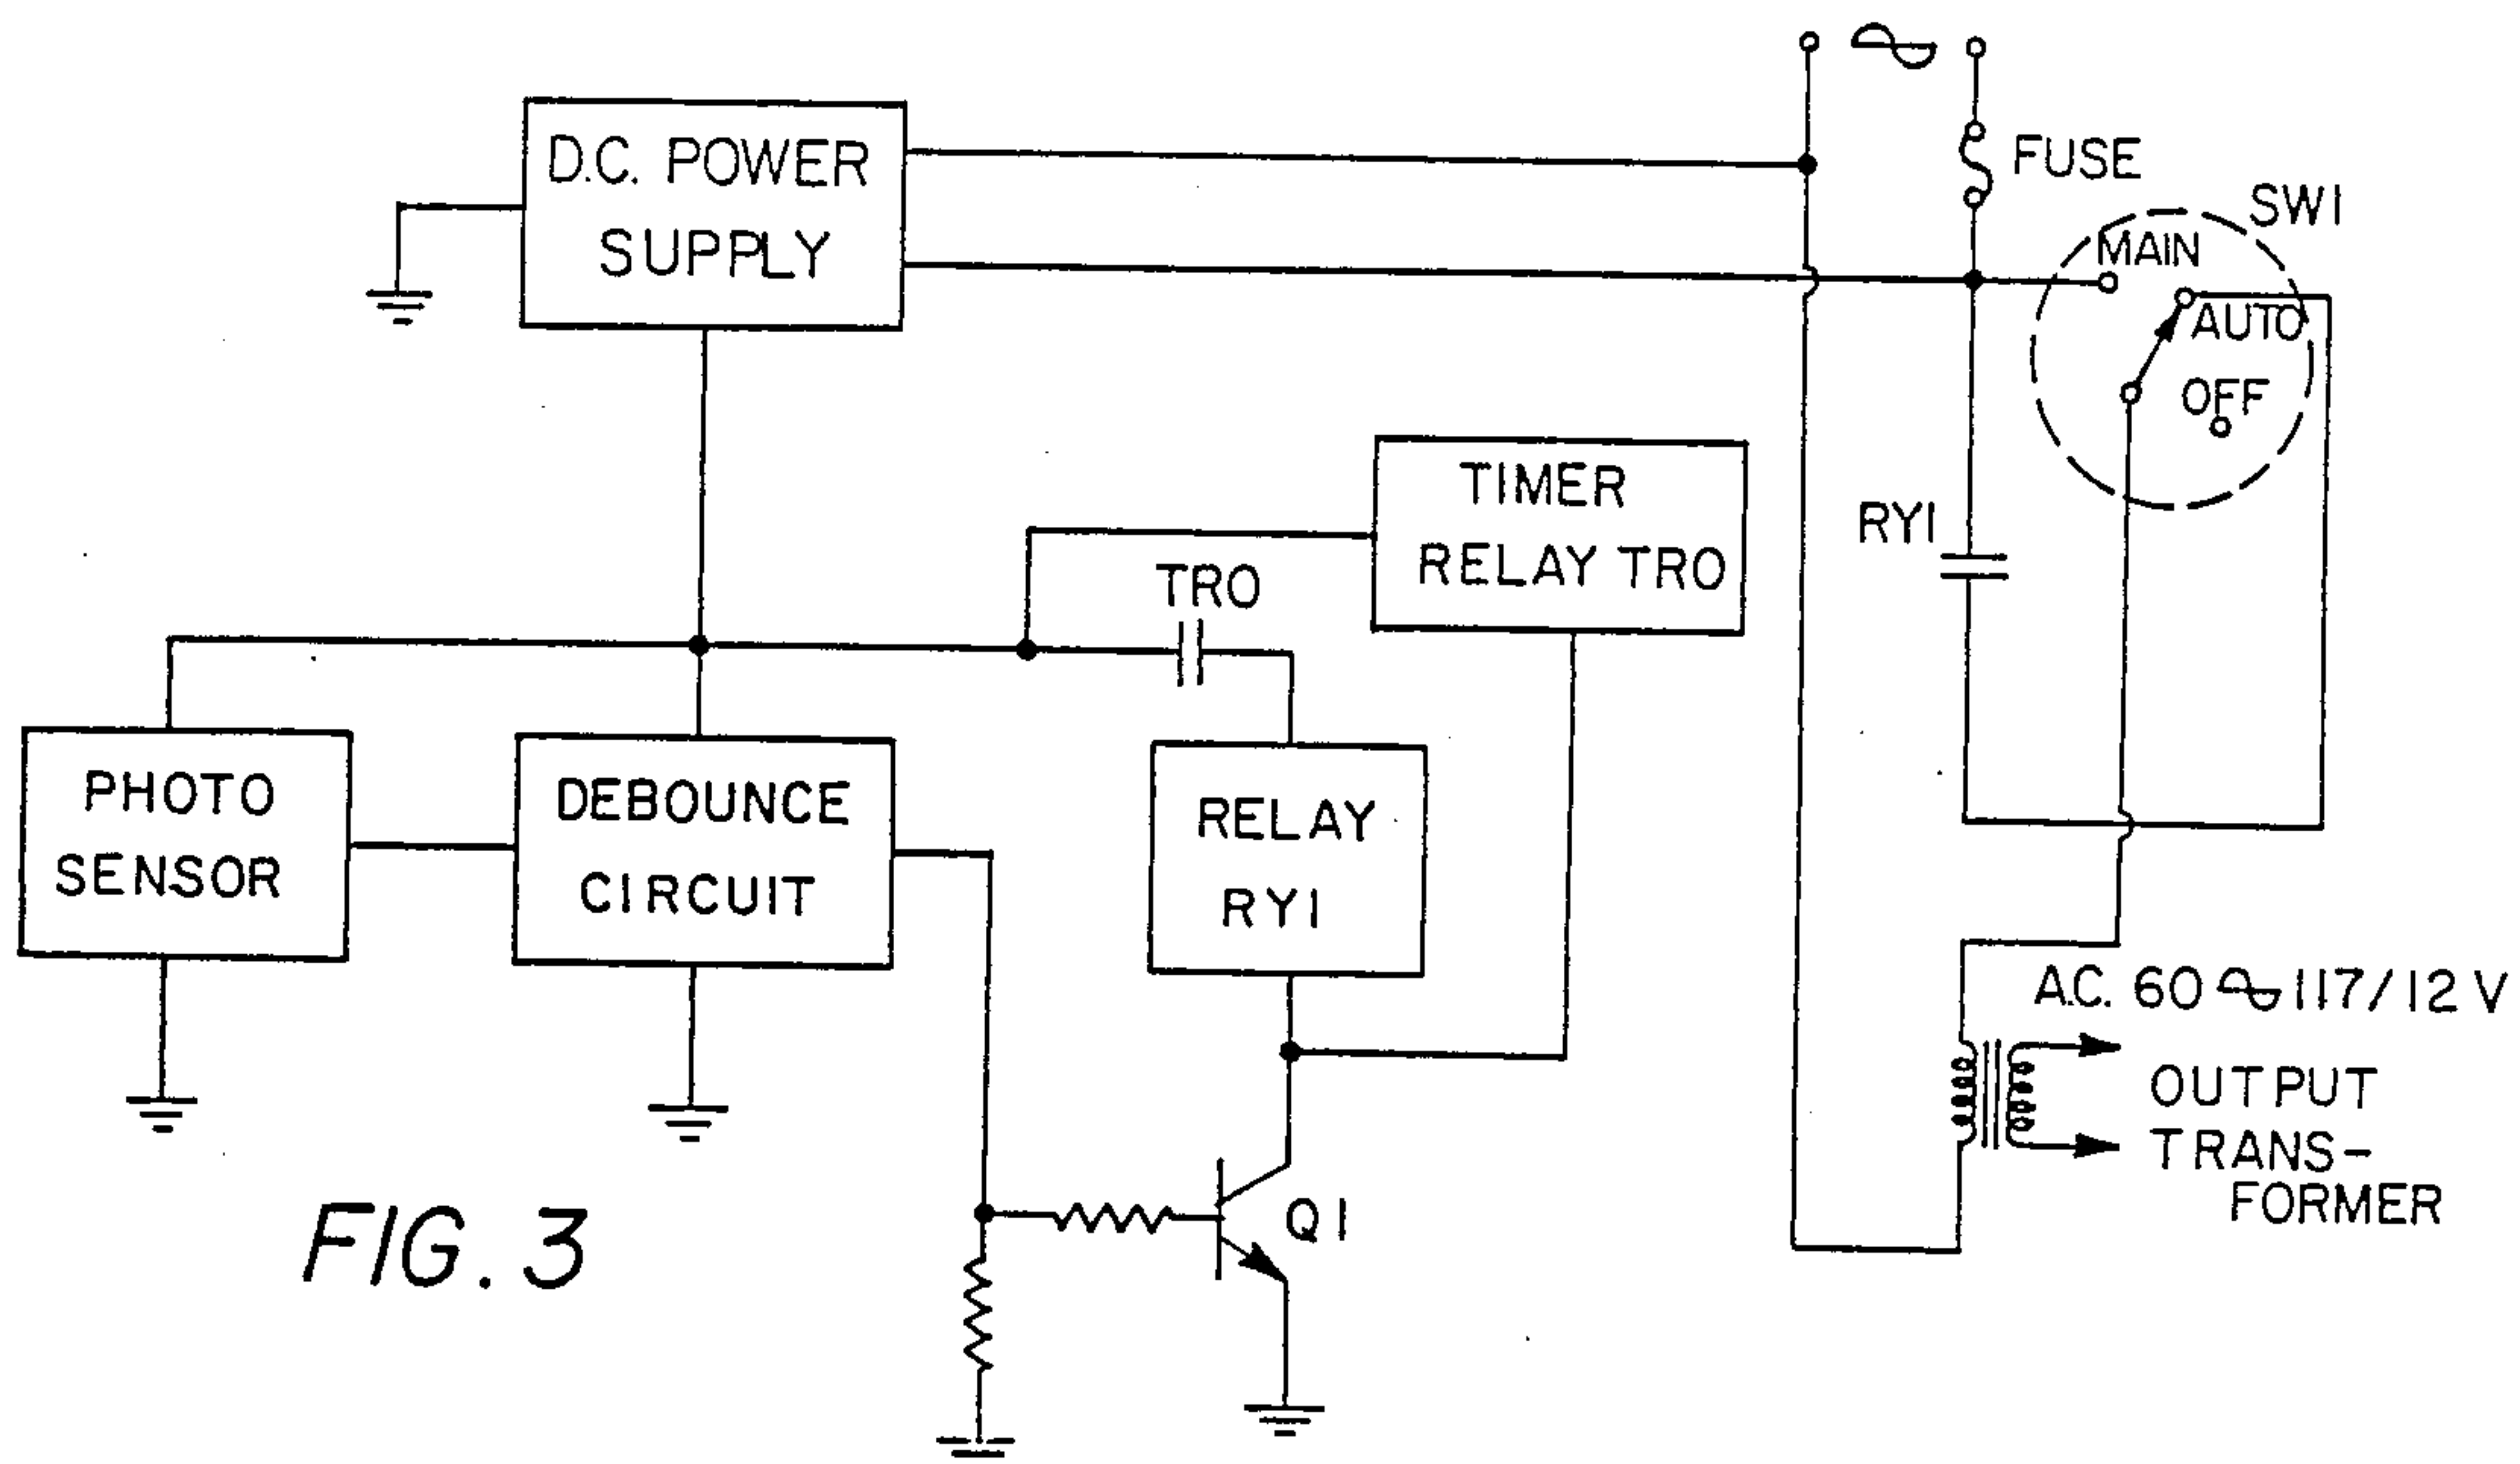 D.C. POWER
SUPPLY
FUSE
SW1
MAIN
AUTO
OFF
TIMER
RELAY TRO
RY1
TRO
PHOTO
SENSOR
DEBOUNCE
CIRCUIT
RELAY
RY1
A.C. 60 117/12 V
OUTPUT
TRANS-
FORMER
Q1
FIG. 3